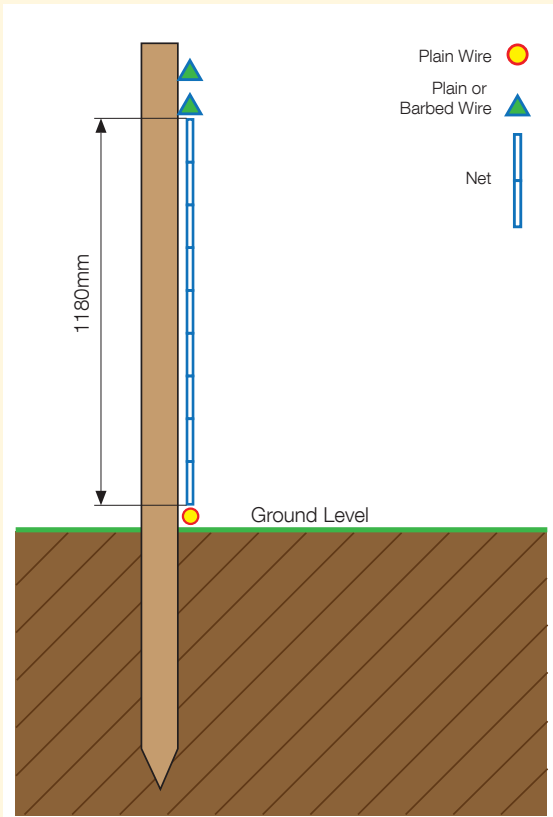 Plain Wire
Plain or
Barbed Wire
Net
1180mm
Ground Level